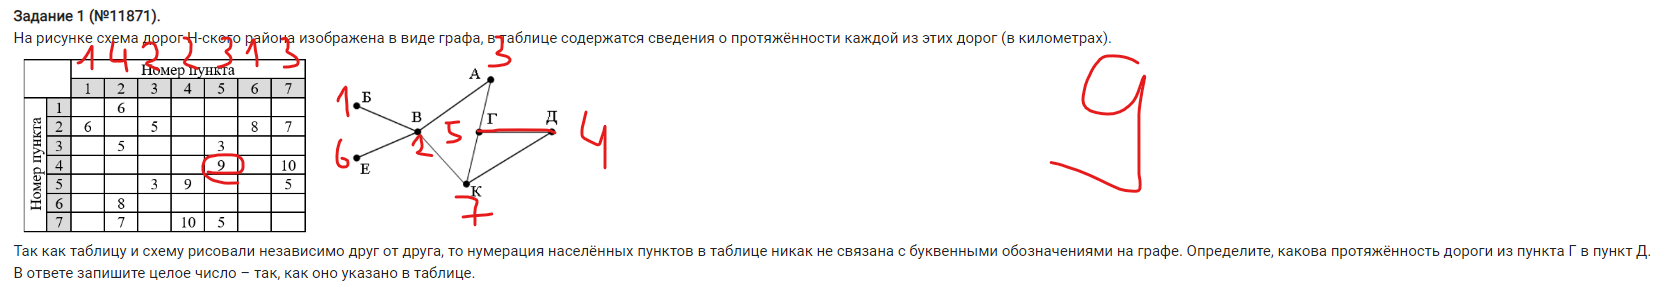 Задание 1 (№11871).
На рисунке схема дорог Н-ского района изображена в виде графа, в таблице содержатся сведения о протяжённости каждой из этих дорог (в километрах).
1 4 2 2 3 1 3
Номер пункта
1 2 3 4 5 6 7
Номер пункта
1 6
2 6 5 8 7
3 5 3
4 9 10
5 3 9 5
6 8
7 7 10 5
А 3
1 Б
В 2
5 Г
Д 4
6 Е
К 7
9
Так как таблицу и схему рисовали независимо друг от друга, то нумерация населённых пунктов в таблице никак не связана с буквенными обозначениями на графе. Определите, какова протяжённость дороги из пункта Г в пункт Д.
В ответе запишите целое число – так, как оно указано в таблице.